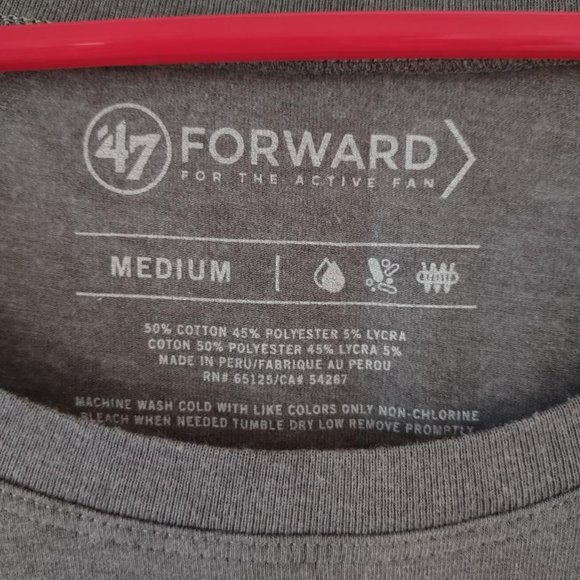 '47 FORWARD
FOR THE ACTIVE FAN
MEDIUM
50% COTTON 45% POLYESTER 5% LYCRA
COTON 50% POLYESTER 45% LYCRA 5%
MADE IN PERU/FABRIQUE AU PEROU
RN# 65125/CA# 54267
MACHINE WASH COLD WITH LIKE COLORS ONLY NON-CHLORINE
BLEACH WHEN NEEDED TUMBLE DRY LOW REMOVE PROMPTLY